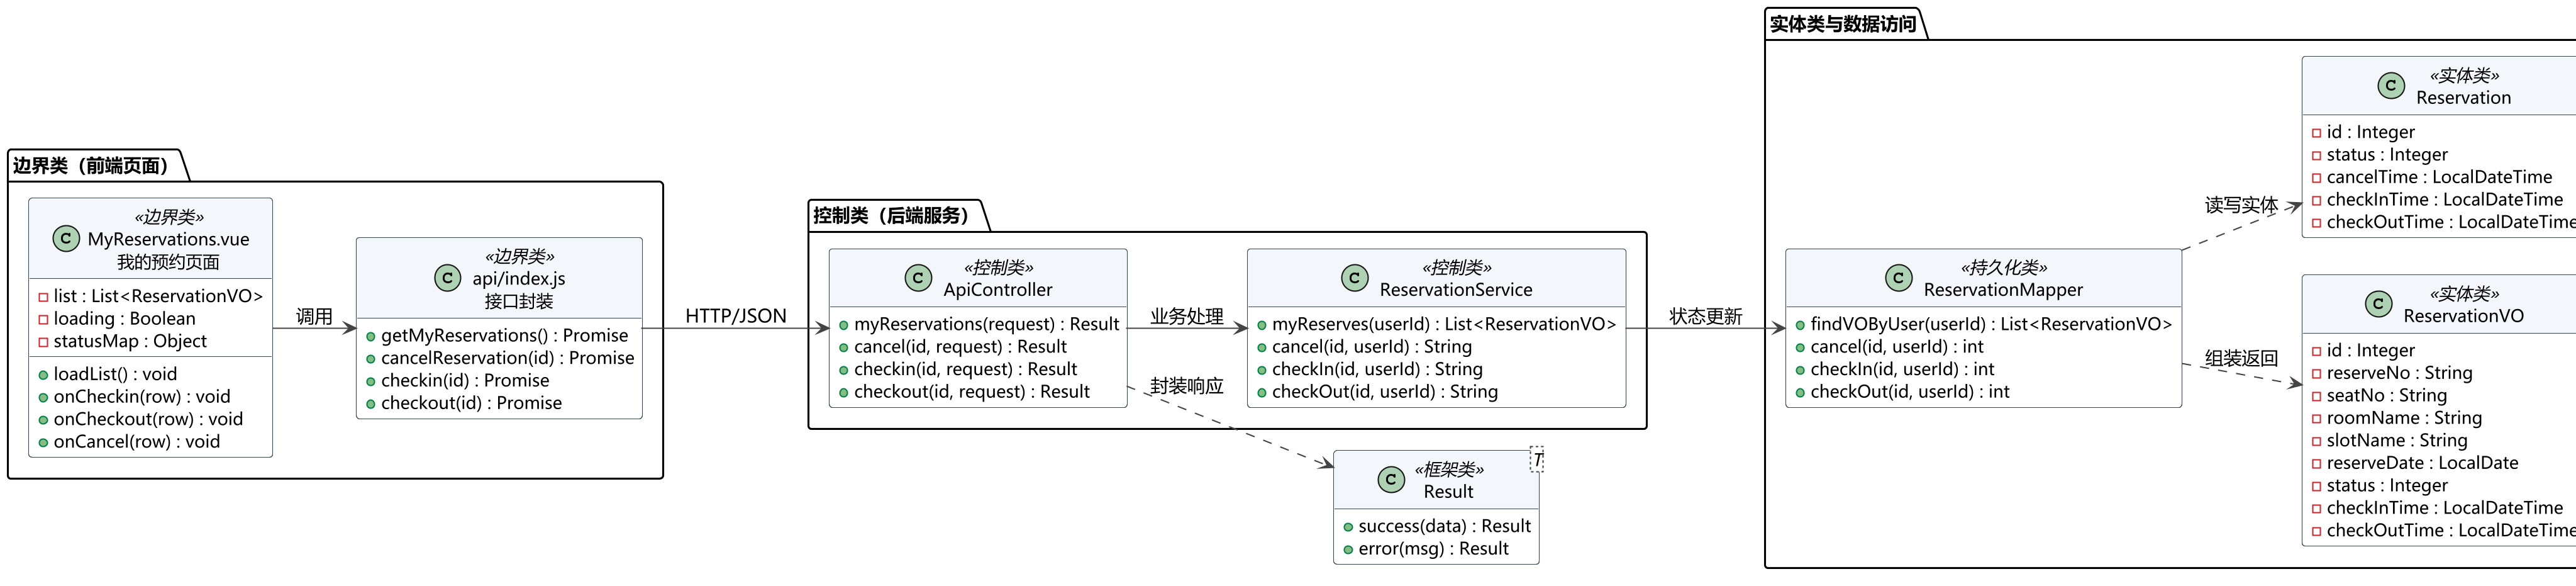 边界类（前端页面）
«边界类»
MyReservations.vue
我的预约页面
list : List<ReservationVO>
loading : Boolean
statusMap : Object
loadList() : void
onCheckin(row) : void
onCheckout(row) : void
onCancel(row) : void
调用
«边界类»
api/index.js
接口封装
getMyReservations() : Promise
cancelReservation(id) : Promise
checkin(id) : Promise
checkout(id) : Promise
HTTP/JSON
控制类（后端服务）
«控制类»
ApiController
myReservations(request) : Result
cancel(id, request) : Result
checkin(id, request) : Result
checkout(id, request) : Result
业务处理
封装响应
«控制类»
ReservationService
myReserves(userId) : List<ReservationVO>
cancel(id, userId) : String
checkIn(id, userId) : String
checkOut(id, userId) : String
«框架类»
Result
T
success(data) : Result
error(msg) : Result
状态更新
实体类与数据访问
«持久化类»
ReservationMapper
findVOByUser(userId) : List<ReservationVO>
cancel(id, userId) : int
checkIn(id, userId) : int
checkOut(id, userId) : int
读写实体
组装返回
«实体类»
Reservation
id : Integer
status : Integer
cancelTime : LocalDateTime
checkInTime : LocalDateTime
checkOutTime : LocalDateTime
«实体类»
ReservationVO
id : Integer
reserveNo : String
seatNo : String
roomName : String
slotName : String
reserveDate : LocalDate
status : Integer
checkInTime : LocalDateTime
checkOutTime : LocalDateTime
C
C
C
C
C
C
C
C